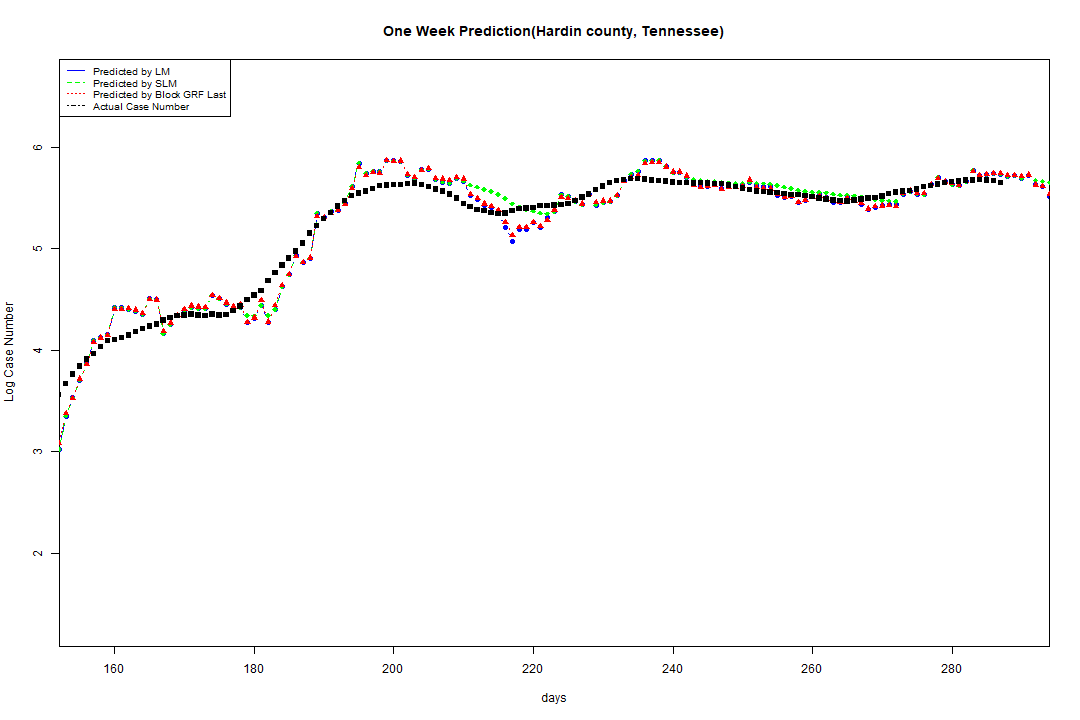 One Week Prediction(Hardin county, Tennessee)
Predicted by LM
Predicted by SLM
Predicted by Block GRF Last
Actual Case Number
6
5
4
3
2
Log Case Number
160 180 200 220 240 260 280
days